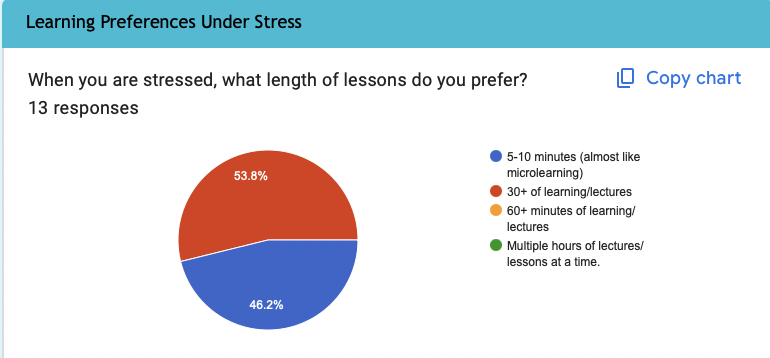 Learning Preferences Under Stress
When you are stressed, what length of lessons do you prefer?
Copy chart
13 responses
53.8%
46.2%
5-10 minutes (almost like
microlearning)
30+ of learning/lectures
60+ minutes of learning/
lectures
Multiple hours of lectures/
lessons at a time.